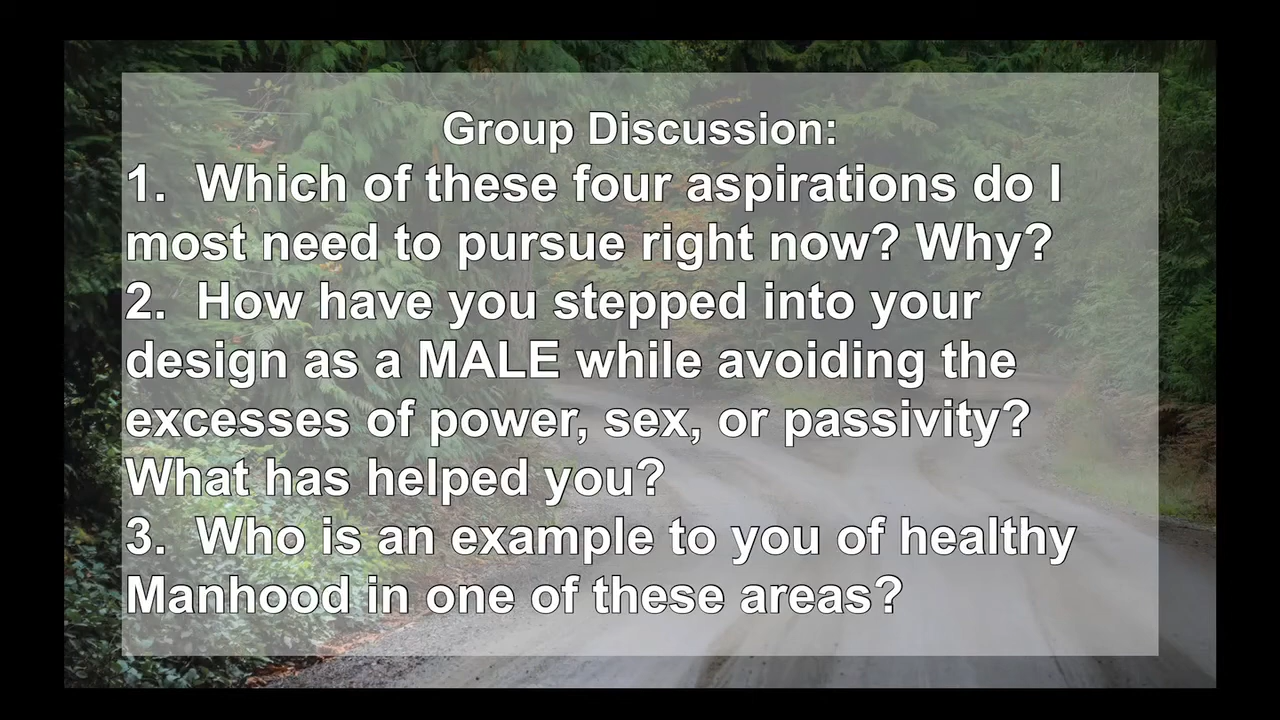 Group Discussion:
1. Which of these four aspirations do I
most need to pursue right now? Why?
2. How have you stepped into your
design as a MALE while avoiding the
excesses of power, sex, or passivity?
What has helped you?
3. Who is an example to you of healthy
Manhood in one of these areas?